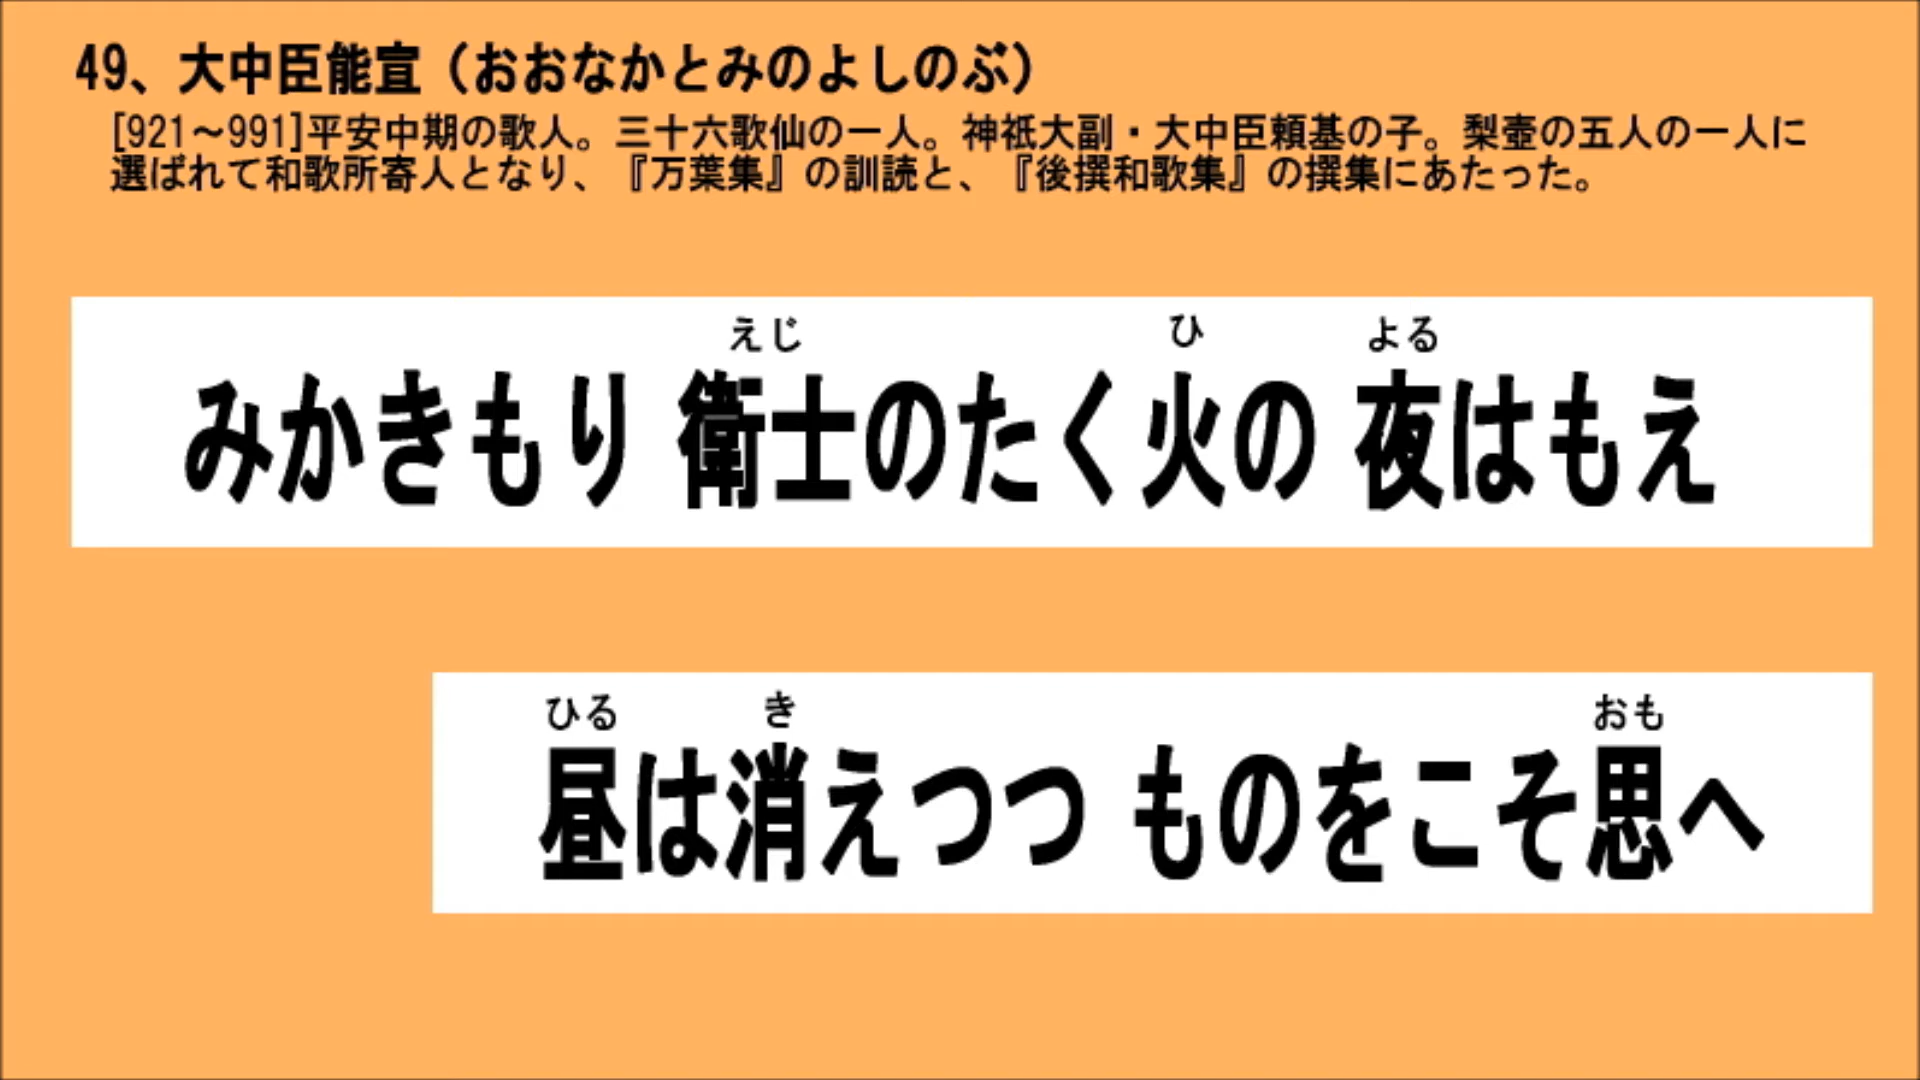 49、大中臣能宣（おおなかとみのよしのぶ）
[921～991]平安中期の歌人。三十六歌仙の一人。神祇大副・大中臣頼基の子。梨壺の五人の一人に
選ばれて和歌所寄人となり、『万葉集』の訓読と、『後撰和歌集』の撰集にあたった。
えじ ひ よる
みかきもり 衛士のたく火の 夜はもえ
ひる き おも
昼は消えつつ ものをこそ思へ